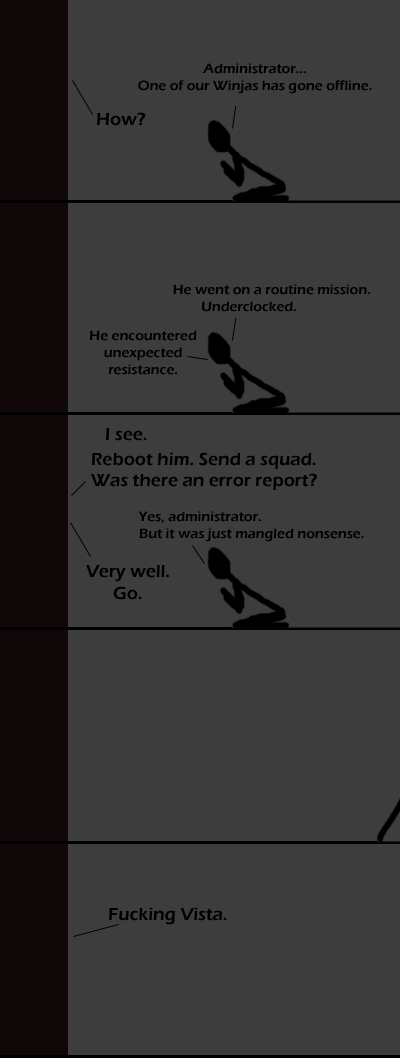 Administrator...
One of our Winjas has gone offline.
How?
He went on a routine mission.
Underclocked.
He encountered
unexpected
resistance.
I see.
Reboot him. Send a squad.
Was there an error report?
Yes, administrator.
But it was just mangled nonsense.
Very well.
Go.
Fucking Vista.